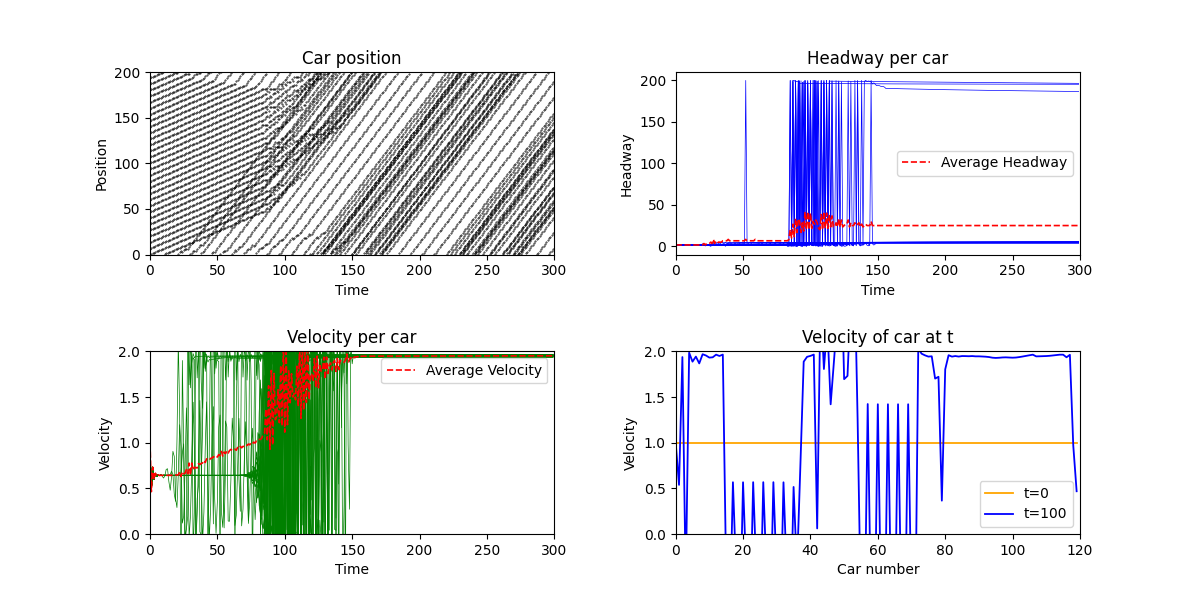 Car position
Position
200
150
100
50
0
0 50 100 150 200 250 300
Time
Headway per car
Headway
200
150
100
50
0
Average Headway
0 50 100 150 200 250 300
Time
Velocity per car
Velocity
2.0
1.5
1.0
0.5
0.0
Average Velocity
0 50 100 150 200 250 300
Time
Velocity of car at t
Velocity
2.0
1.5
1.0
0.5
0.0
t=0
t=100
0 20 40 60 80 100 120
Car number